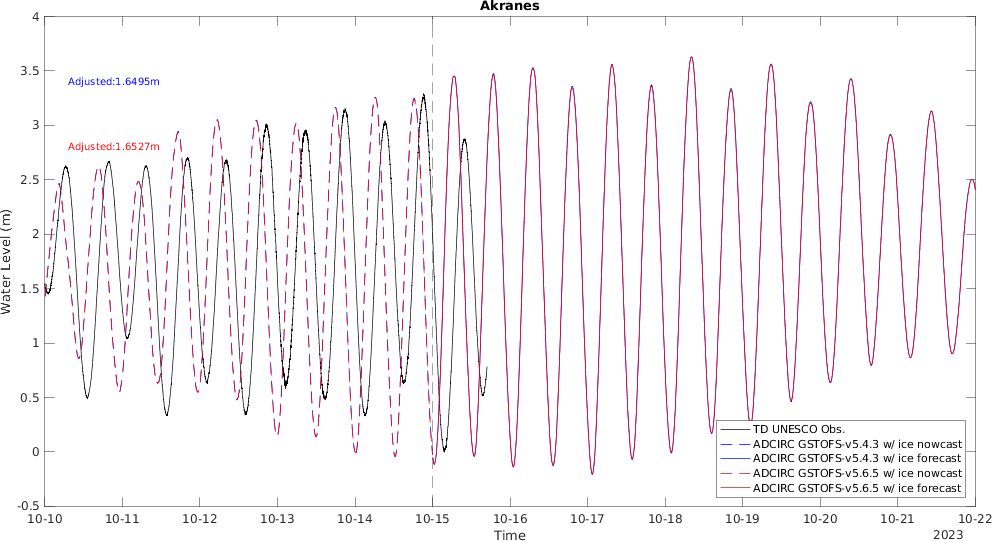 Akranes
4
3.5
3
2.5
2
1.5
1
0.5
0
-0.5
Water Level (m)
Adjusted:1.6495m
Adjusted:1.6527m
TD UNESCO Obs.
ADCIRC GSTOFS-v5.4.3 w/ ice nowcast
ADCIRC GSTOFS-v5.4.3 w/ ice forecast
ADCIRC GSTOFS-v5.6.5 w/ ice nowcast
ADCIRC GSTOFS-v5.6.5 w/ ice forecast
10-10 10-11 10-12 10-13 10-14 10-15 10-16 10-17 10-18 10-19 10-20 10-21 10-22
Time
2023